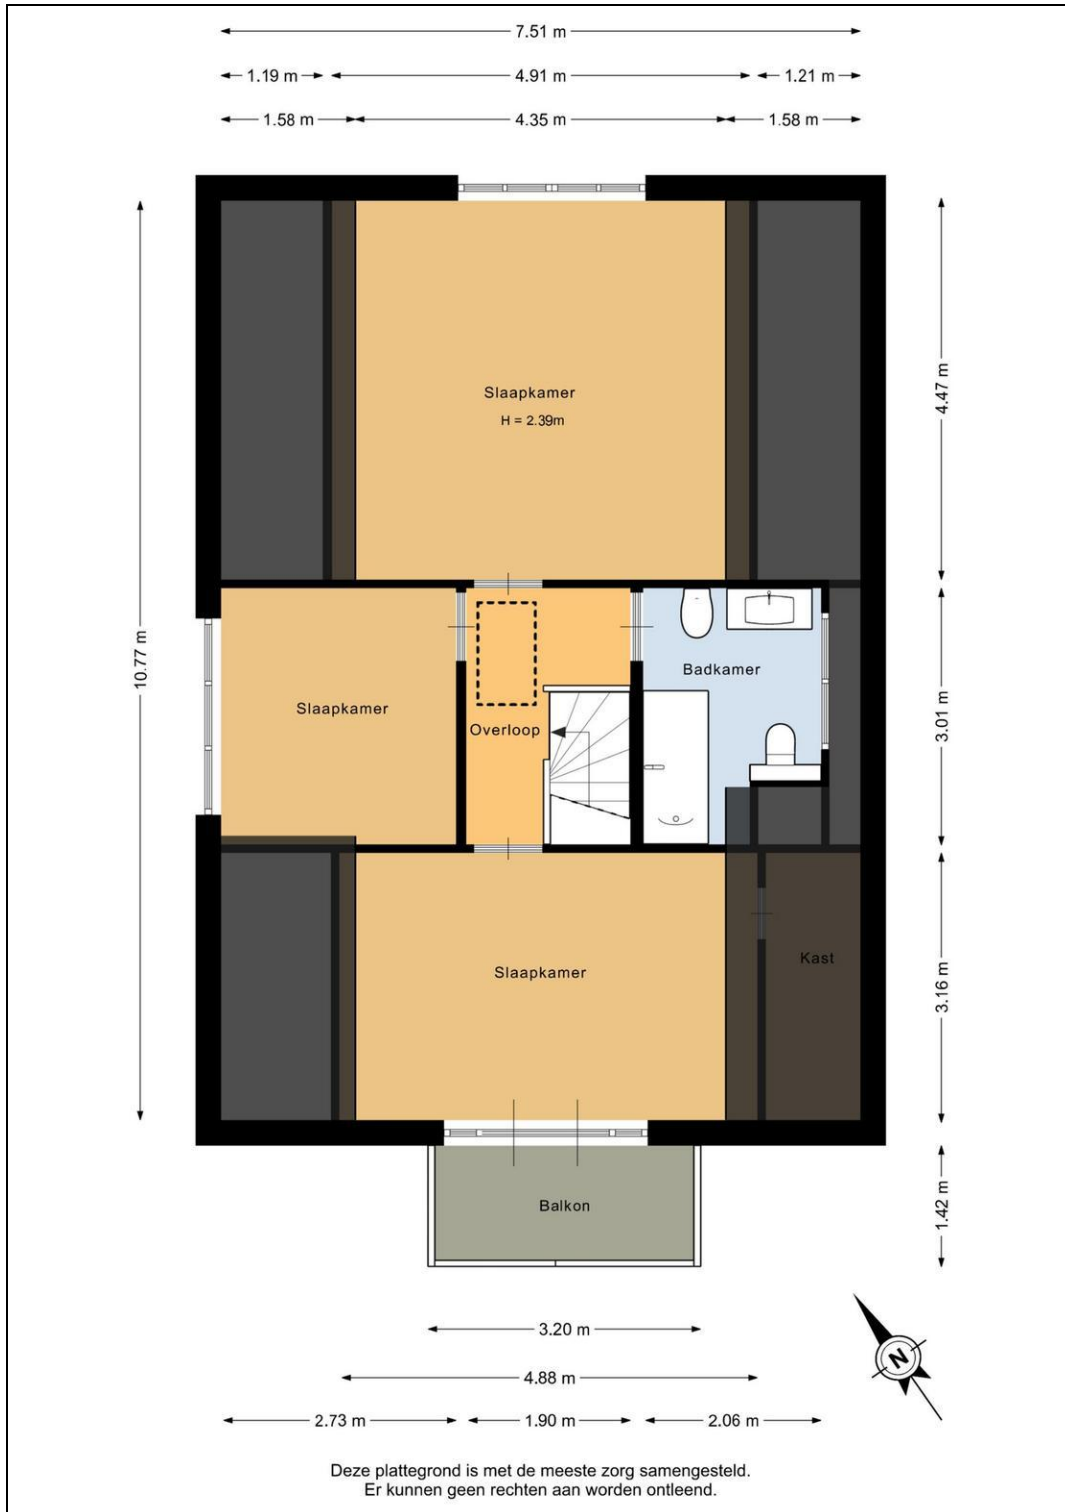 7.51 m
1.19 m 4.91 m 1.21 m
1.58 m 4.35 m 1.58 m
Slaapkamer
H = 2.39m
4.47 m
10.77 m
Slaapkamer
Overloop
Badkamer
3.01 m
Slaapkamer
Kast
3.16 m
Balkon
1.42 m
3.20 m
4.88 m
2.73 m 1.90 m 2.06 m
N
Deze plattegrond is met de meeste zorg samengesteld.
Er kunnen geen rechten aan worden ontleend.